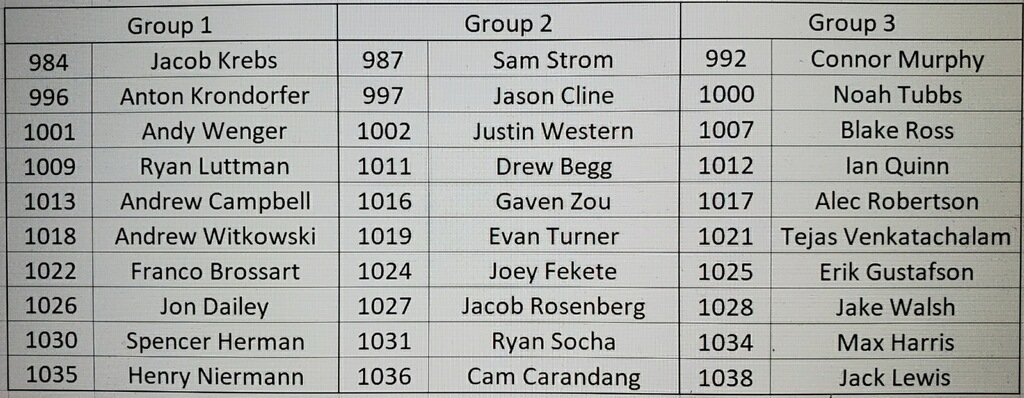 Group 1 Group 2 Group 3
984 Jacob Krebs 987 Sam Strom 992 Connor Murphy
996 Anton Krondorfer 997 Jason Cline 1000 Noah Tubbs
1001 Andy Wenger 1002 Justin Western 1007 Blake Ross
1009 Ryan Luttman 1011 Drew Begg 1012 Ian Quinn
1013 Andrew Campbell 1016 Gaven Zou 1017 Alec Robertson
1018 Andrew Witkowski 1019 Evan Turner 1021 Tejas Venkatachalam
1022 Franco Brossart 1024 Joey Fekete 1025 Erik Gustafson
1026 Jon Dailey 1027 Jacob Rosenberg 1028 Jake Walsh
1030 Spencer Herman 1031 Ryan Socha 1034 Max Harris
1035 Henry Niermann 1036 Cam Carandang 1038 Jack Lewis